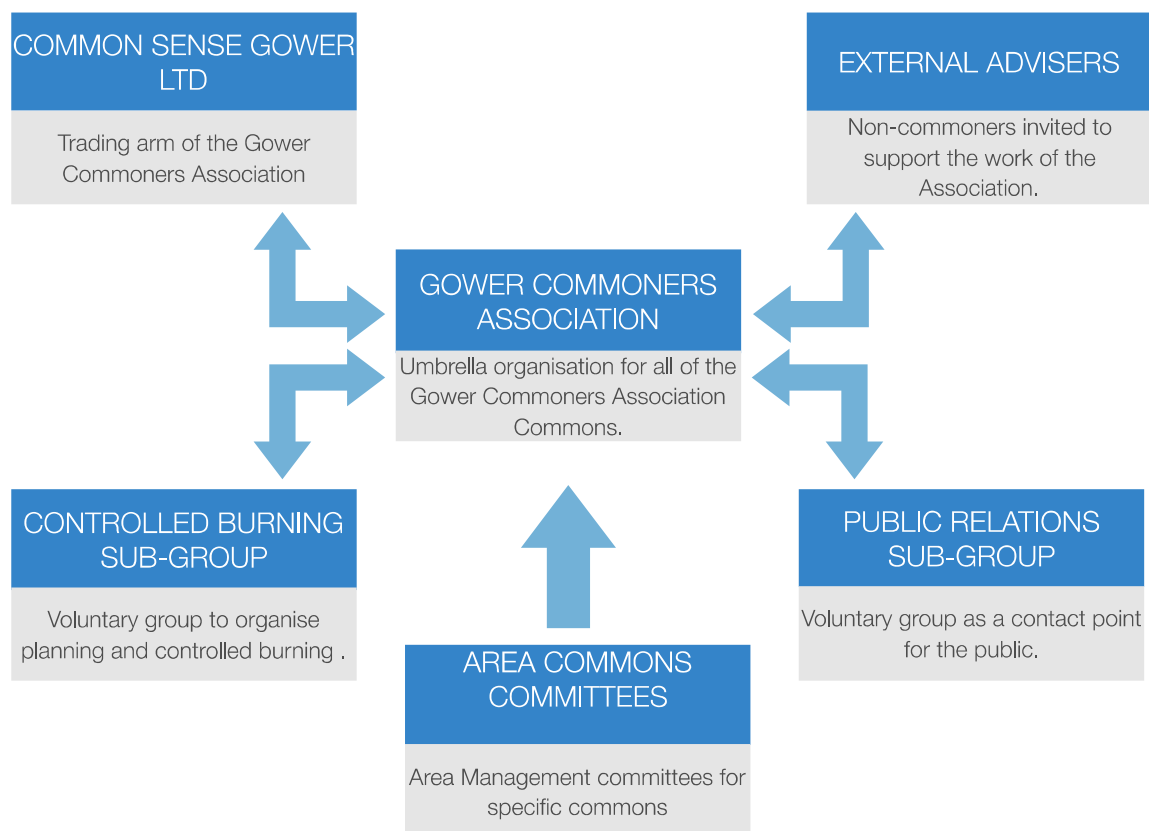 COMMON SENSE GOWER
LTD
Trading arm of the Gower
Commoners Association
EXTERNAL ADVISERS
Non-commoners invited to
support the work of the
Association.
GOWER COMMONERS
ASSOCIATION
Umbrella organisation for all of the
Gower Commoners Association
Commons.
CONTROLLED BURNING
SUB-GROUP
Voluntary group to organise
planning and controlled burning .
PUBLIC RELATIONS
SUB-GROUP
Voluntary group as a contact point
for the public.
AREA COMMONS
COMMITTEES
Area Management committees for
specific commons